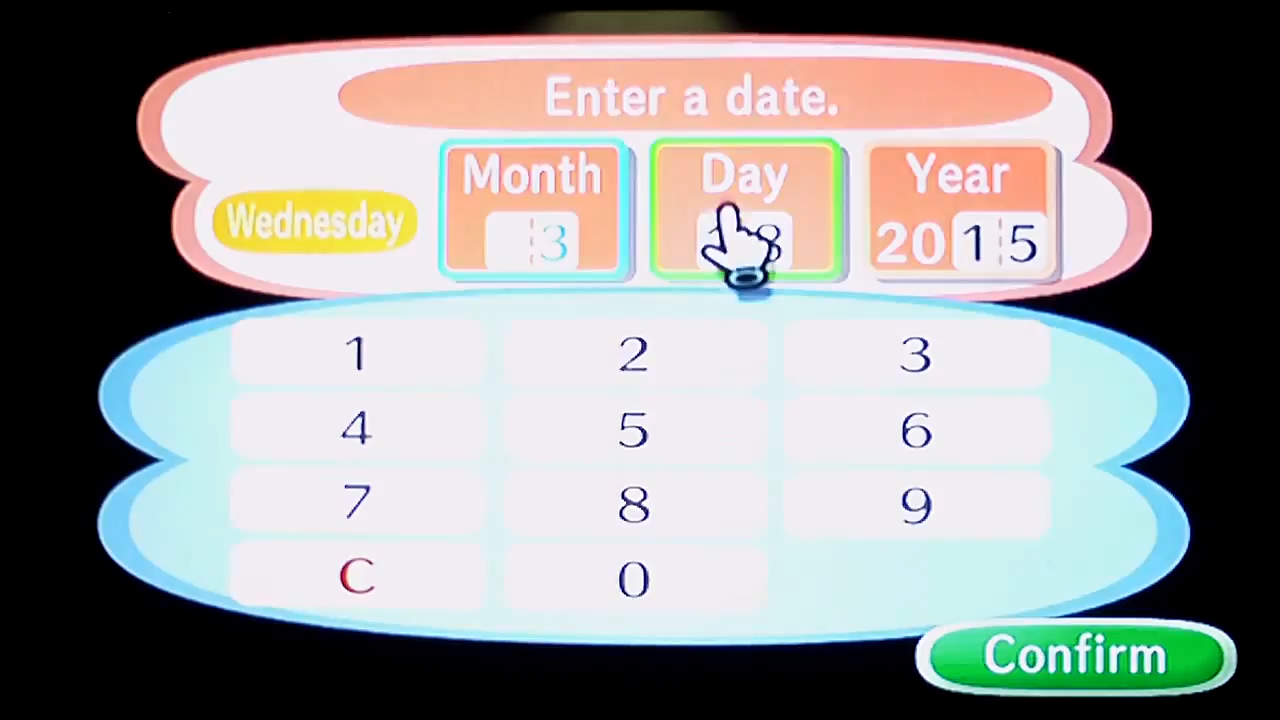 Enter a date.
Month Day Year
Wednesday 3 18 2015
1 2 3
4 5 6
7 8 9
C 0
Confirm